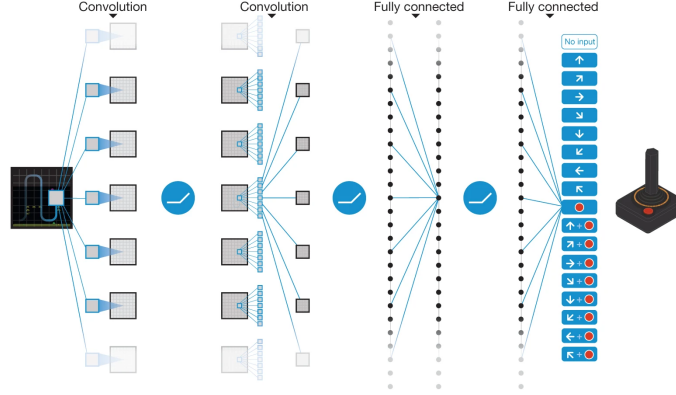 Convolution
Convolution
Fully connected
Fully connected
No input
+
+
+
+
+
+
+
+